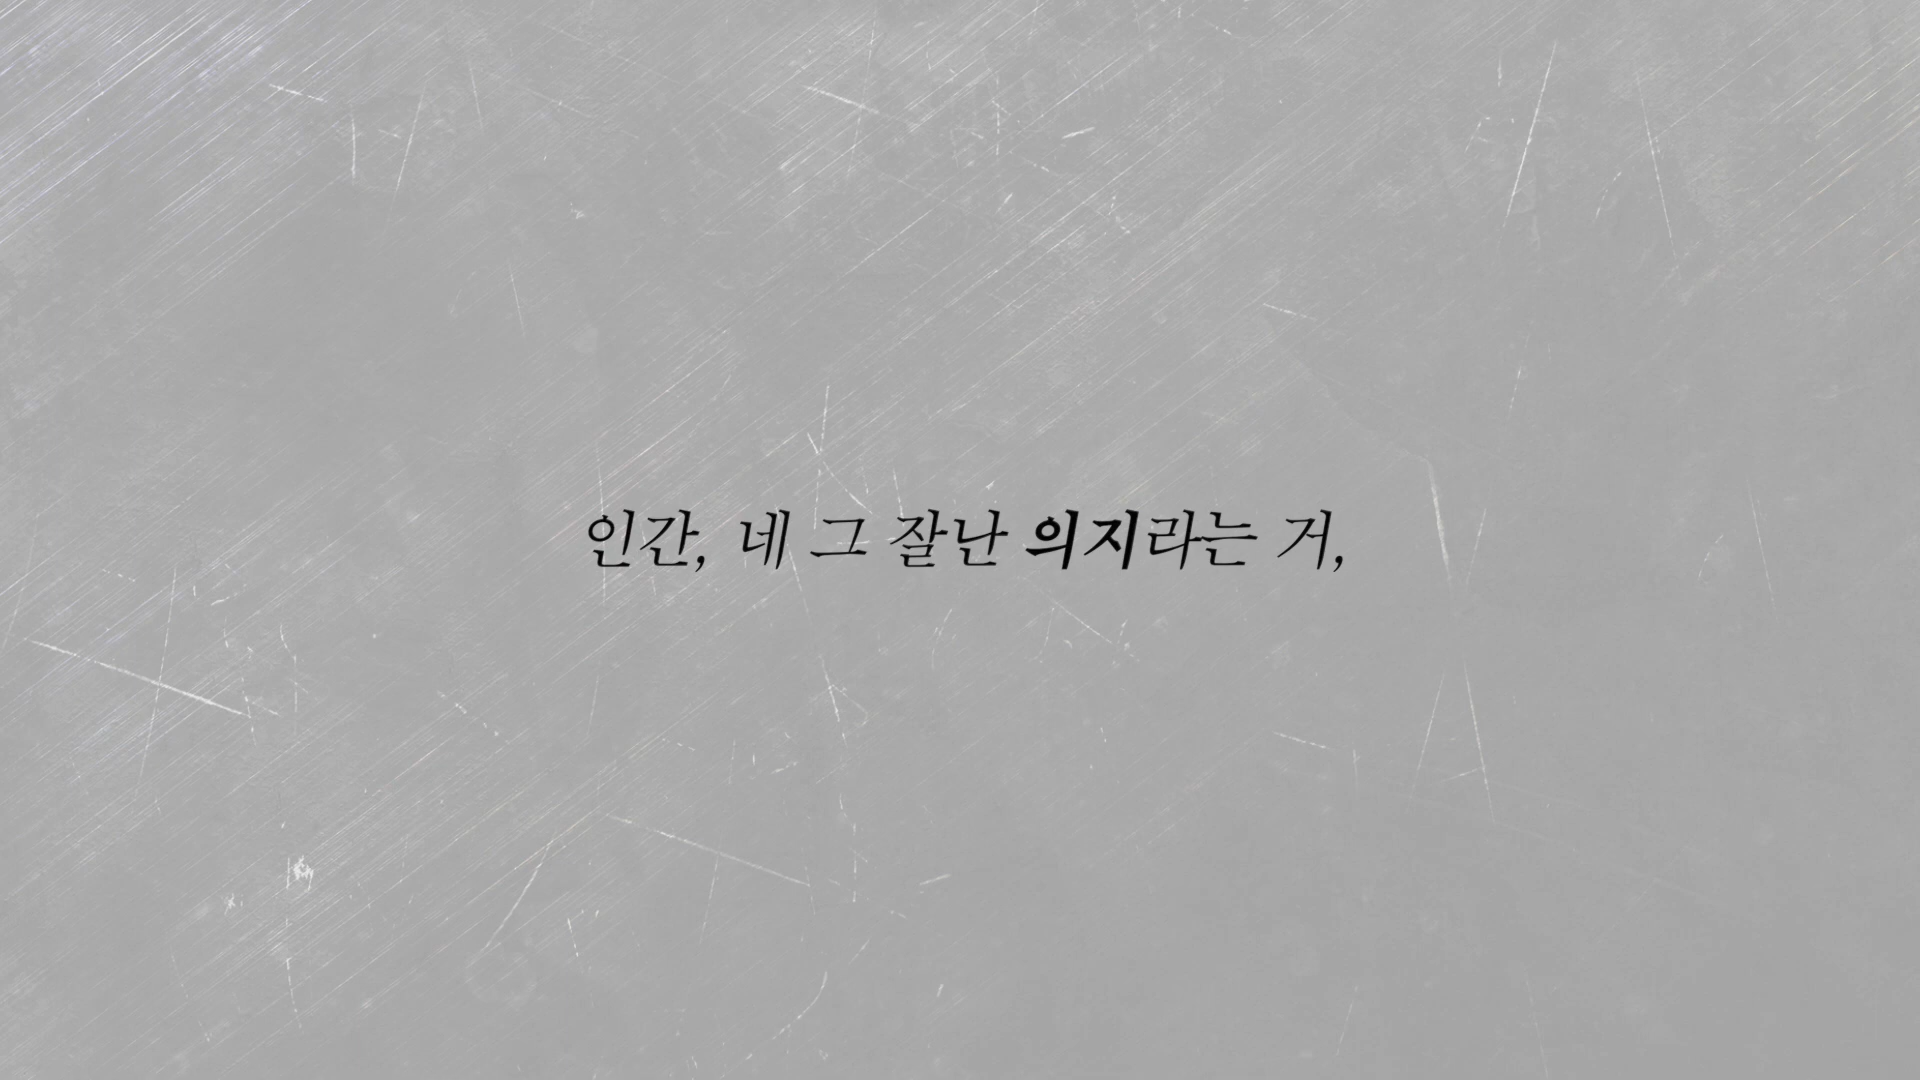 인간, 네 그 잘난 의지라는 거,